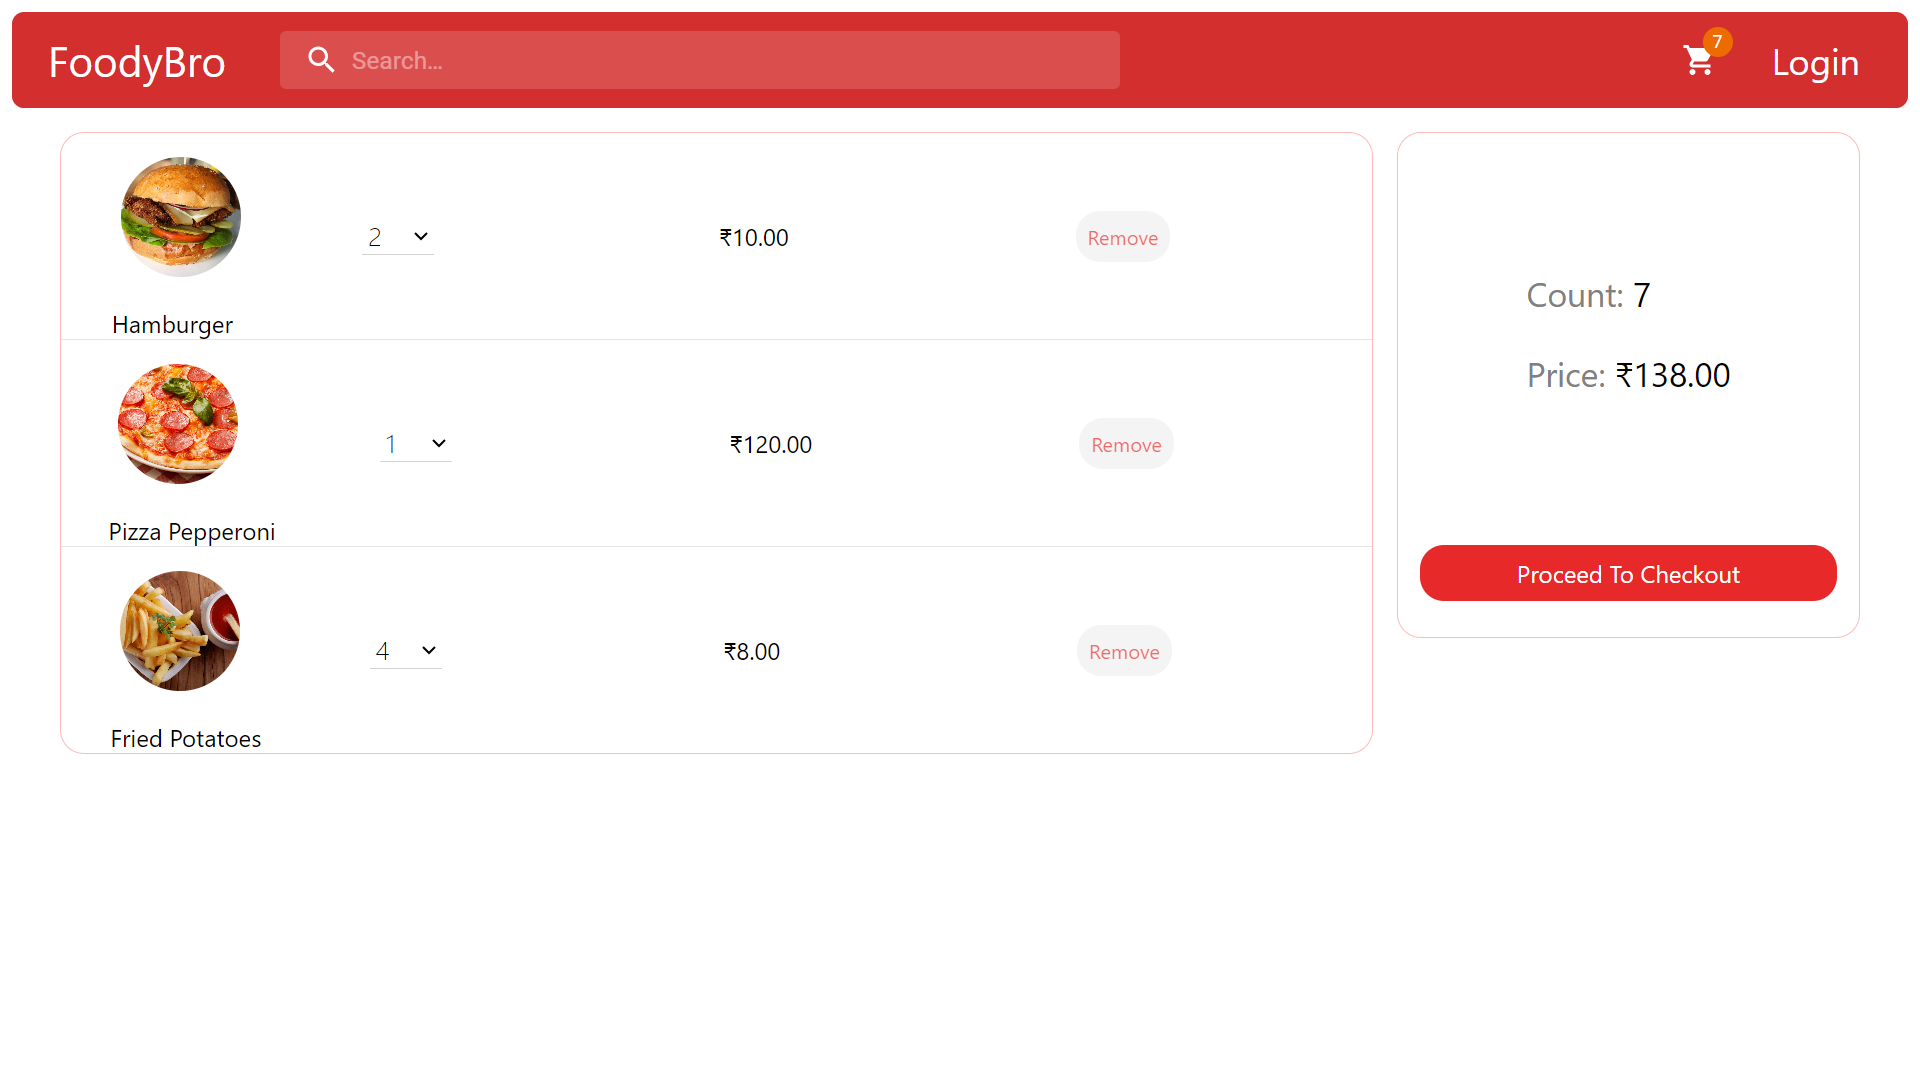 FoodyBro
Search...
7
Login
2
₹10.00
Remove
Hamburger
1
₹120.00
Remove
Pizza Pepperoni
4
₹8.00
Remove
Fried Potatoes
Count: 7
Price: ₹138.00
Proceed To Checkout